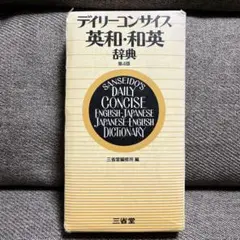 デイリーコンサイス
英和・和英
辞典
第4版
SANSEIDO'S
DAILY
CONCISE
ENGLISH-JAPANESE
JAPANESE-ENGLISH
DICTIONARY
三省堂編修所 編
三省堂